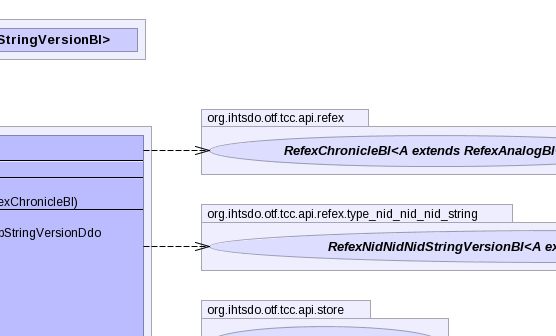 StringVersionBI>
org.ihtsdo.otf.tcc.api.refex
RefexChronicleBI<A extends RefexAnalogBI
exChronicleBI)
org.ihtsdo.otf.tcc.api.refex.type_nid_nid_nid_string
StringVersionDdo
RefexNidNidNidStringVersionBI<A ex
org.ihtsdo.otf.tcc.api.store